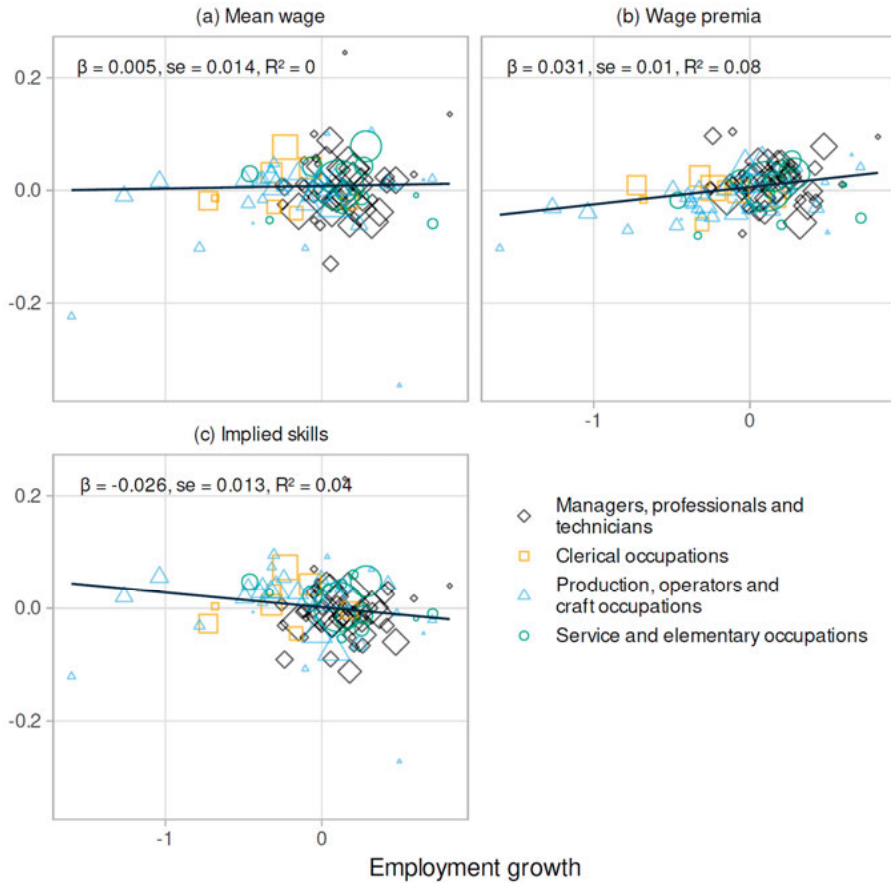 (a) Mean wage
(b) Wage premia
β = 0.005, se = 0.014, R² = 0
β = 0.031, se = 0.01, R² = 0.08
0.2
0.0
-0.2
-1
0
(c) Implied skills
β = -0.026, se = 0.013, R² = 0.04
0.2
0.0
-0.2
-1
0
Managers, professionals and
technicians
Clerical occupations
Production, operators and
craft occupations
Service and elementary occupations
Employment growth